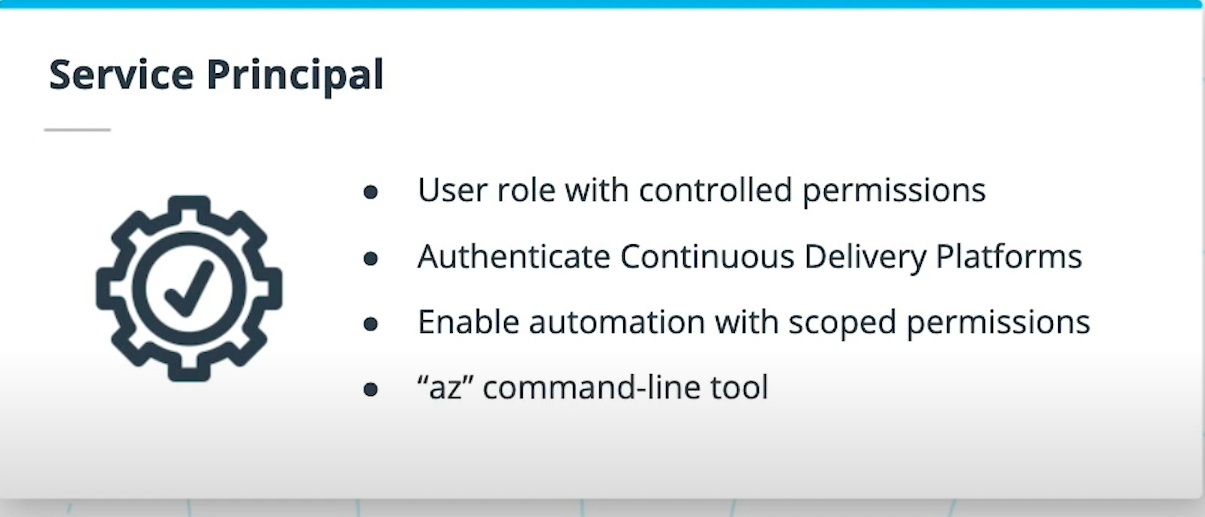 Service Principal
● User role with controlled permissions
● Authenticate Continuous Delivery Platforms
● Enable automation with scoped permissions
● “az” command-line tool